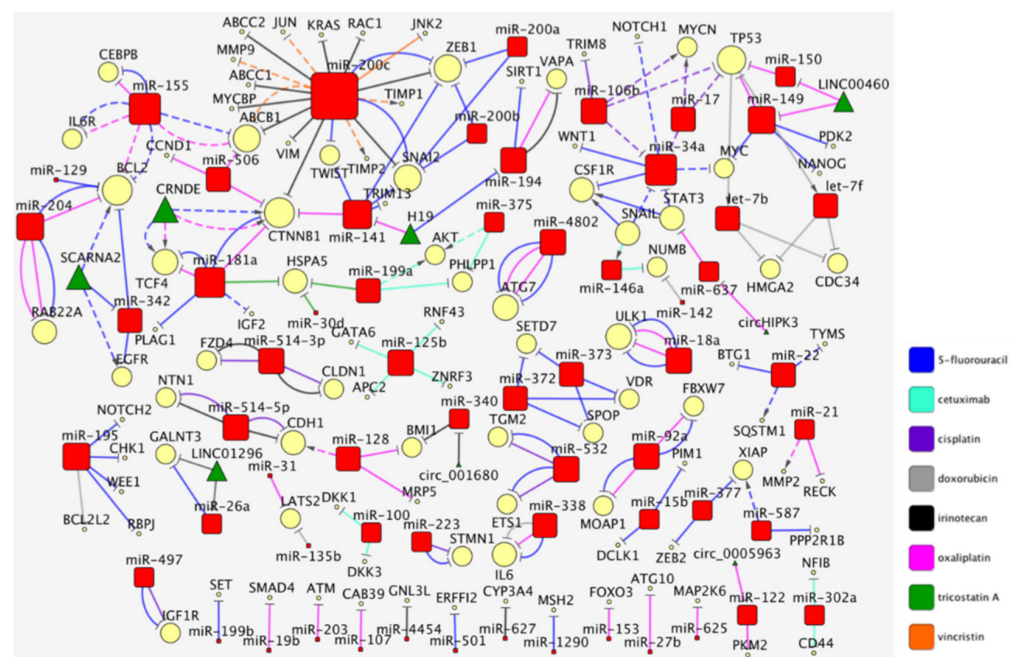 ABCC2
JUN
KRAS
RAC1
JNK2
CEBPB
MMP9
miR-200c
ZEB1
miR-200a
TRIM8
NOTCH1
MYCN
TP53
miR-150
miR-155
ABCC1
TIMP1
SIRT1
VAPA
miR-106b
miR-17
LINC00460
miR-149
MYCBP
ABCB1
IL6R
miR-200b
WNT1
miR-34a
PDK2
CCND1
VIM
TWIST
TIMP2
SNAI2
MYC
NANOG
miR-129
BCL2
miR-506
miR-194
CSF1R
let-7f
CRNDE
TRIM13
STAT3
let-7b
miR-204
H19
miR-375
miR-4802
SNAIL
CTNNB1
miR-141
AKT
SCARNA2
TCF4
miR-181a
HSPA5
miR-199a
PHLPP1
NUMB
miR-146a
miR-637
HMGA2
CDC34
RAB22A
miR-342
ATG7
miR-142
PLAG1
IGF2
miR-30d
RNF43
SETD7
ULK1
circHIPK3
TYMS
FZD4
miR-514-3p
GATA6
miR-125b
miR-373
miR-18a
BTG1
miR-22
EGFR
CLDN1
APC2
ZNRF3
miR-372
VDR
FBXW7
NTN1
miR-514-5p
miR-340
TGM2
SPOP
SQSTM1
miR-21
NOTCH2
CDH1
BMI1
miR-195
GALNT3
CHK1
LINC01296
miR-31
miR-128
circ_001680
miR-532
miR-92a
PIM1
XIAP
MMP2
RECK
WEE1
LATS2
DKK1
MRP5
miR-377
BCL2L2
RBPJ
miR-26a
miR-100
miR-223
ETS1
miR-338
MOAP1
miR-15b
miR-587
miR-135b
STMN1
DCLK1
ZEB2
PPP2R1B
DKK3
IL6
circ_0005963
NFIB
miR-497
SET
SMAD4
ATM
CAB39
GNL3L
ERFFI2
CYP3A4
MSH2
FOXO3
ATG10
MAP2K6
miR-122
miR-302a
IGF1R
miR-199b
miR-19b
miR-203
miR-107
miR-4454
miR-501
miR-627
miR-1290
miR-153
miR-27b
miR-625
PKM2
CD44
5-fluorouracil
cetuximab
cisplatin
doxorubicin
irinotecan
oxaliplatin
tricostatin A
vincristin